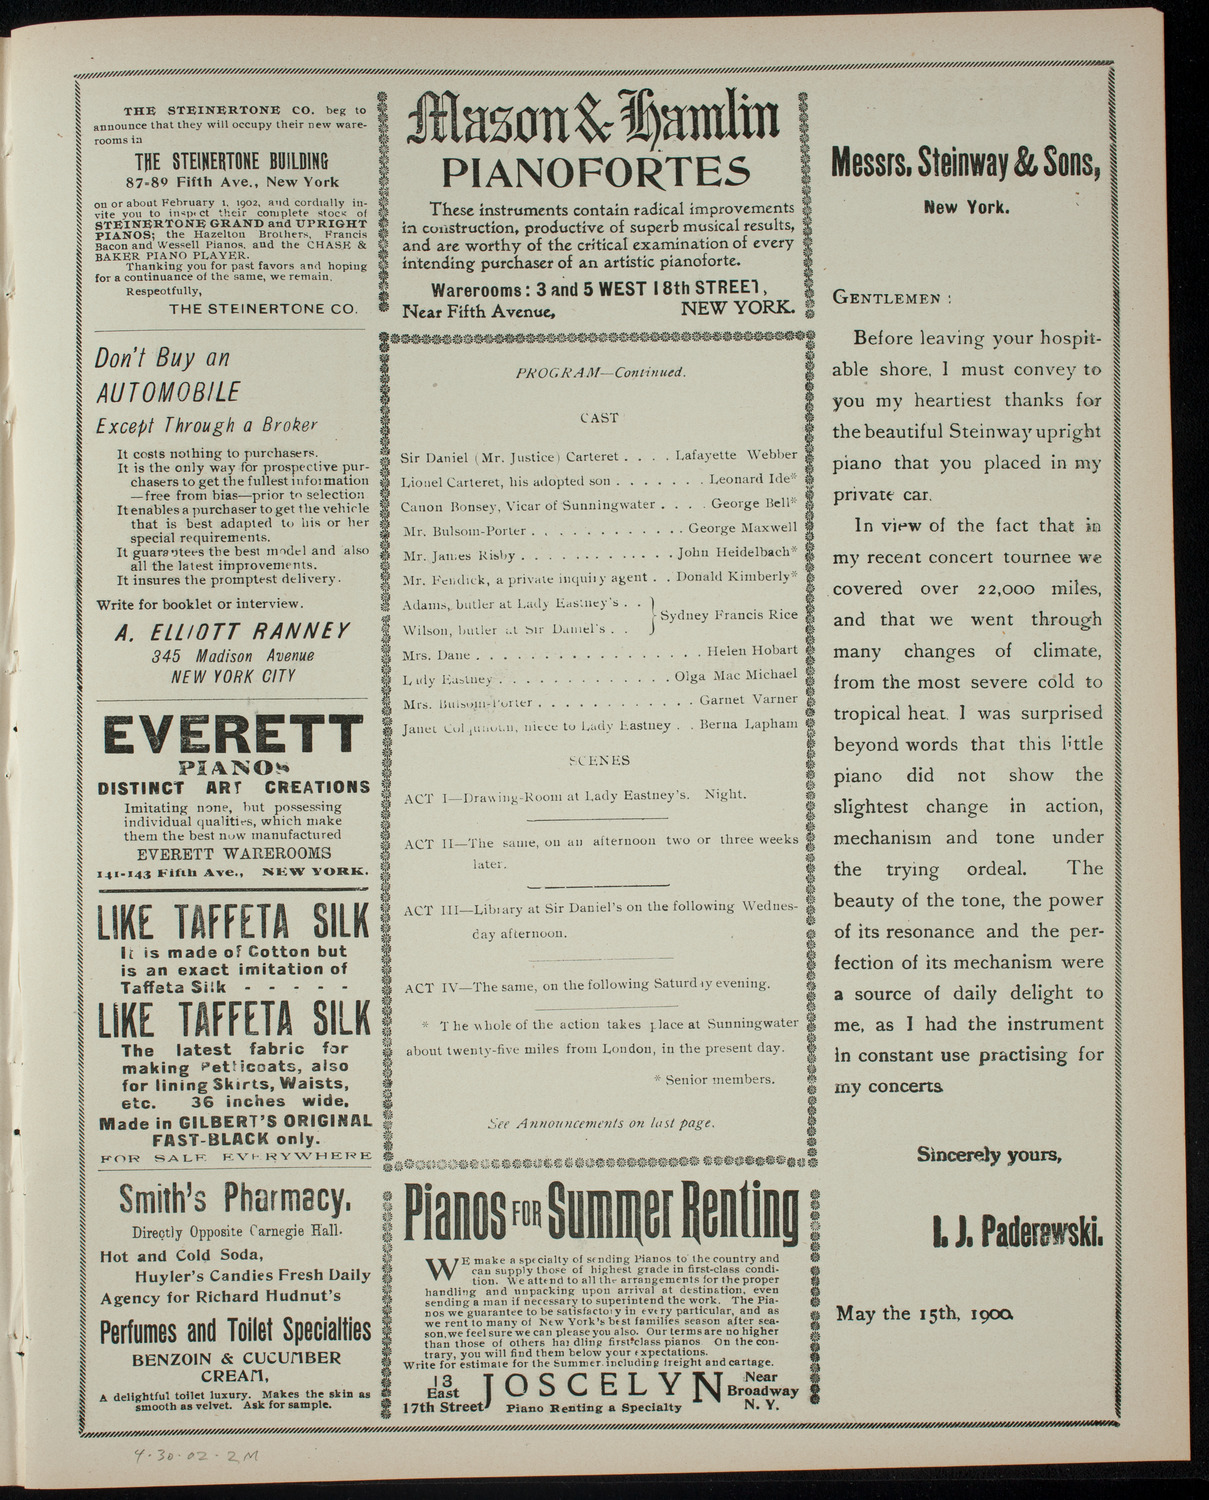 THE STEINERTONE CO. beg to
announce that they will occupy their new ware-
rooms in
THE STEINERTONE BUILDING
87-89 Fifth Ave., New York
on or about February 1, 1902, and cordially in-
vite you to inspect their complete stock of
STEINERTONE GRAND and UPRIGHT
PIANOS; the Hazelton Brothers, Francis
Bacon and Wessell Pianos, and the CHASE &
BAKER PIANO PLAYER.
Thanking you for past favors and hoping
for a continuance of the same, we remain,
Respectfully,
THE STEINERTONE CO.
Don't Buy an
AUTOMOBILE
Except Through a Broker
It costs nothing to purchasers.
It is the only way for prospective pur-
chasers to get the fullest information
—free from bias—prior to selection
It enables a purchaser to get the vehicle
that is best adapted to his or her
special requirements.
It guarantees the best model and also
all the latest improvements.
It insures the promptest delivery.
Write for booklet or interview.
A. ELLIOTT RANNEY
345 Madison Avenue
NEW YORK CITY
EVERETT
PIANOS
DISTINCT ART CREATIONS
Imitating none, but possessing
individual qualities, which make
them the best now manufactured
EVERETT WAREROOMS
141-143 Fifth Ave., NEW YORK.
LIKE TAFFETA SILK
It is made of Cotton but
is an exact imitation of
Taffeta Silk - - - - -
LIKE TAFFETA SILK
The latest fabric for
making Petticoats, also
for lining Skirts, Waists,
etc. 36 inches wide.
Made in GILBERT'S ORIGINAL
FAST-BLACK only.
FOR SALE EVERYWHERE
Smith's Pharmacy,
Directly Opposite Carnegie Hall.
Hot and Cold Soda,
Huyler's Candies Fresh Daily
Agency for Richard Hudnut's
Perfumes and Toilet Specialties
BENZOIN & CUCUMBER
CREAM,
A delightful toilet luxury. Makes the skin as
smooth as velvet. Ask for sample.
Mason & Hamlin
PIANOFORTES
These instruments contain radical improvements
in construction, productive of superb musical results,
and are worthy of the critical examination of every
intending purchaser of an artistic pianoforte.
Warerooms: 3 and 5 WEST 18th STREET,
Near Fifth Avenue, NEW YORK.
PROGRAM—Continued.
CAST
Sir Daniel (Mr. Justice) Carteret . . . . Lafayette Webber
Lionel Carteret, his adopted son . . . . . . . Leonard Ide*
Canon Bonsey, Vicar of Sunningwater . . . . George Bell*
Mr. Bulsom-Porter . . . . . . . . . . . . George Maxwell
Mr. James Risby . . . . . . . . . . . . John Heidelbach*
Mr. Fendick, a private inquiry agent . . Donald Kimberly*
Adams, butler at Lady Eastney's . . } Sydney Francis Rice
Wilson, butler at Sir Daniel's . .
Mrs. Dane . . . . . . . . . . . . . . . . . Helen Hobart
Lady Eastney . . . . . . . . . . . . . Olga Mac Michael
Mrs. Bulsom-Porter . . . . . . . . . . . . Garnet Varner
Janet Colquhoun, niece to Lady Eastney . . Berna Lapham
SCENES
ACT I—Drawing-Room at Lady Eastney's. Night.
ACT II—The same, on an afternoon two or three weeks
later.
ACT III—Library at Sir Daniel's on the following Wednes-
day afternoon.
ACT IV—The same, on the following Saturday evening.
* The whole of the action takes place at Sunningwater
about twenty-five miles from London, in the present day.
* Senior members.
See Announcements on last page.
Pianos FOR Summer Renting
WE make a specialty of sending Pianos to the country and
can supply those of highest grade in first-class condi-
tion. We attend to all the arrangements for the proper
handling and unpacking upon arrival at destination, even
sending a man if necessary to superintend the work. The Pia-
nos we guarantee to be satisfactory in every particular, and as
we rent to many of New York's best families season after sea-
son, we feel sure we can please you also. Our terms are no higher
than those of others handling first class pianos On the con-
trary, you will find them below your expectations.
Write for estimate for the Summer, including freight and cartage.
13 East 17th Street JOSCELYN Near Broadway N. Y.
Piano Renting a Specialty
Messrs. Steinway & Sons,
New York.
GENTLEMEN:
Before leaving your hospit-
able shore, I must convey to
you my heartiest thanks for
the beautiful Steinway upright
piano that you placed in my
private car.
In view of the fact that in
my recent concert tournee we
covered over 22,000 miles,
and that we went through
many changes of climate,
from the most severe cold to
tropical heat, I was surprised
beyond words that this little
piano did not show the
slightest change in action,
mechanism and tone under
the trying ordeal. The
beauty of the tone, the power
of its resonance and the per-
fection of its mechanism were
a source of daily delight to
me, as I had the instrument
in constant use practising for
my concerts
Sincerely yours,
I. J. Paderewski.
May the 15th, 1900.
4-30-02-2M